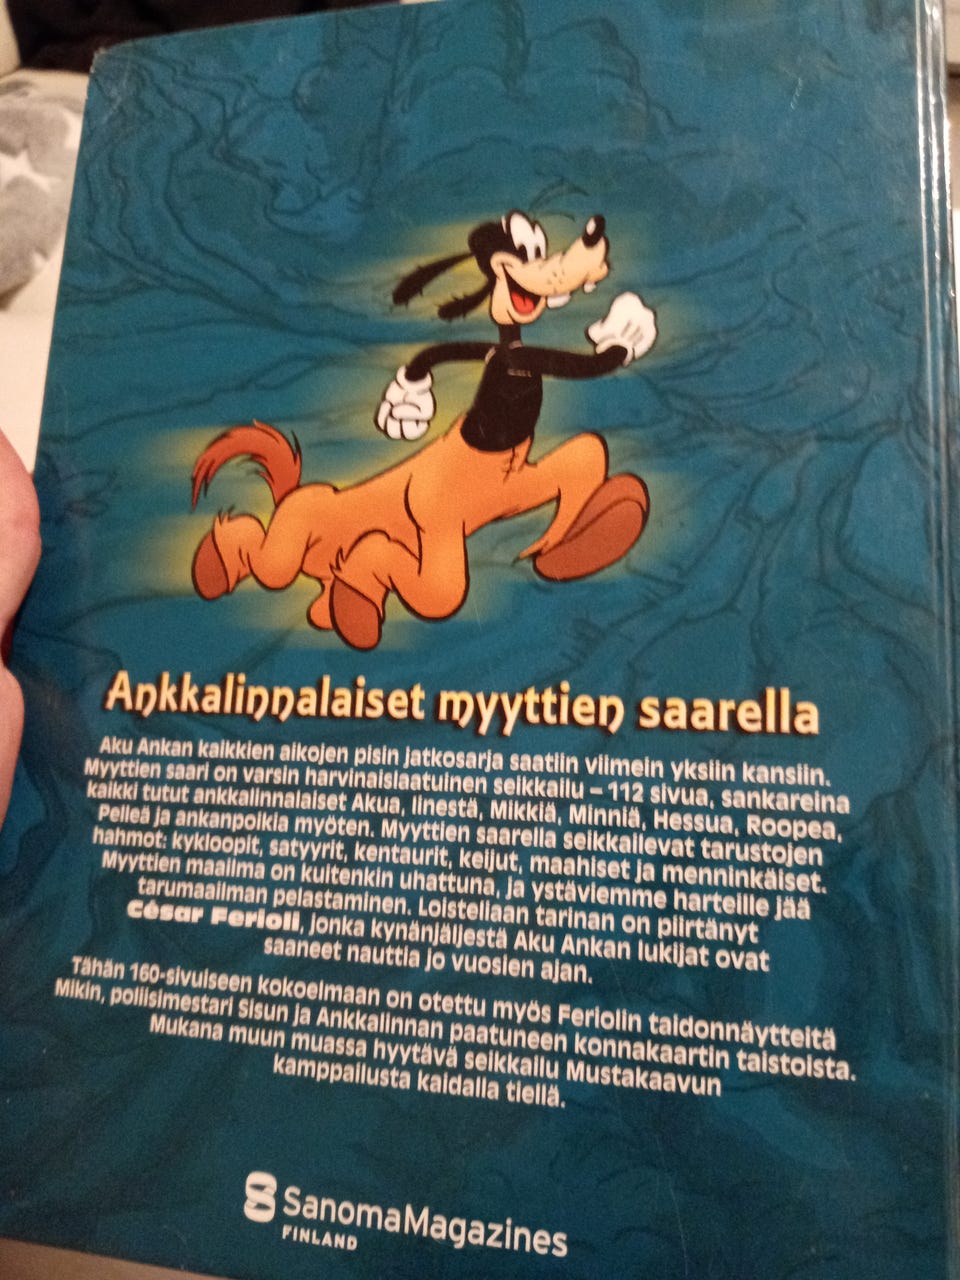 Ankkalinnalaiset myyttien saarella
Aku Ankan kaikkien aikojen pisin jatkosarja saatiin viimein yksiin kansiin.
Myyttien saari on varsin harvinaislaatuinen seikkailu – 112 sivua, sankareina
kaikki tutut ankkalinnalaiset Akua, Iinestä, Mikkiä, Minniä, Hessua, Roopea,
Pelleä ja ankanpoikia myöten. Myyttien saarella seikkailevat tarustojen
hahmot: kykloopit, satyyrit, kentaurit, keijut, maahiset ja menninkäiset.
Myyttien maailma on kuitenkin uhattuna, ja ystäviemme harteille jää
tarumaailman pelastaminen. Loisteliaan tarinan on piirtänyt
César Ferioli, jonka kynänjäljestä Aku Ankan lukijat ovat
saaneet nauttia jo vuosien ajan.
Tähän 160-sivuiseen kokoelmaan on otettu myös Feriolin taidonnäytteitä
Mikin, poliisimestari Sisun ja Ankkalinnan paatuneen konnakaartin taistoista.
Mukana muun muassa hyytävä seikkailu Mustakaavun
kamppailusta kaidalla tiellä.
SanomaMagazines
FINLAND